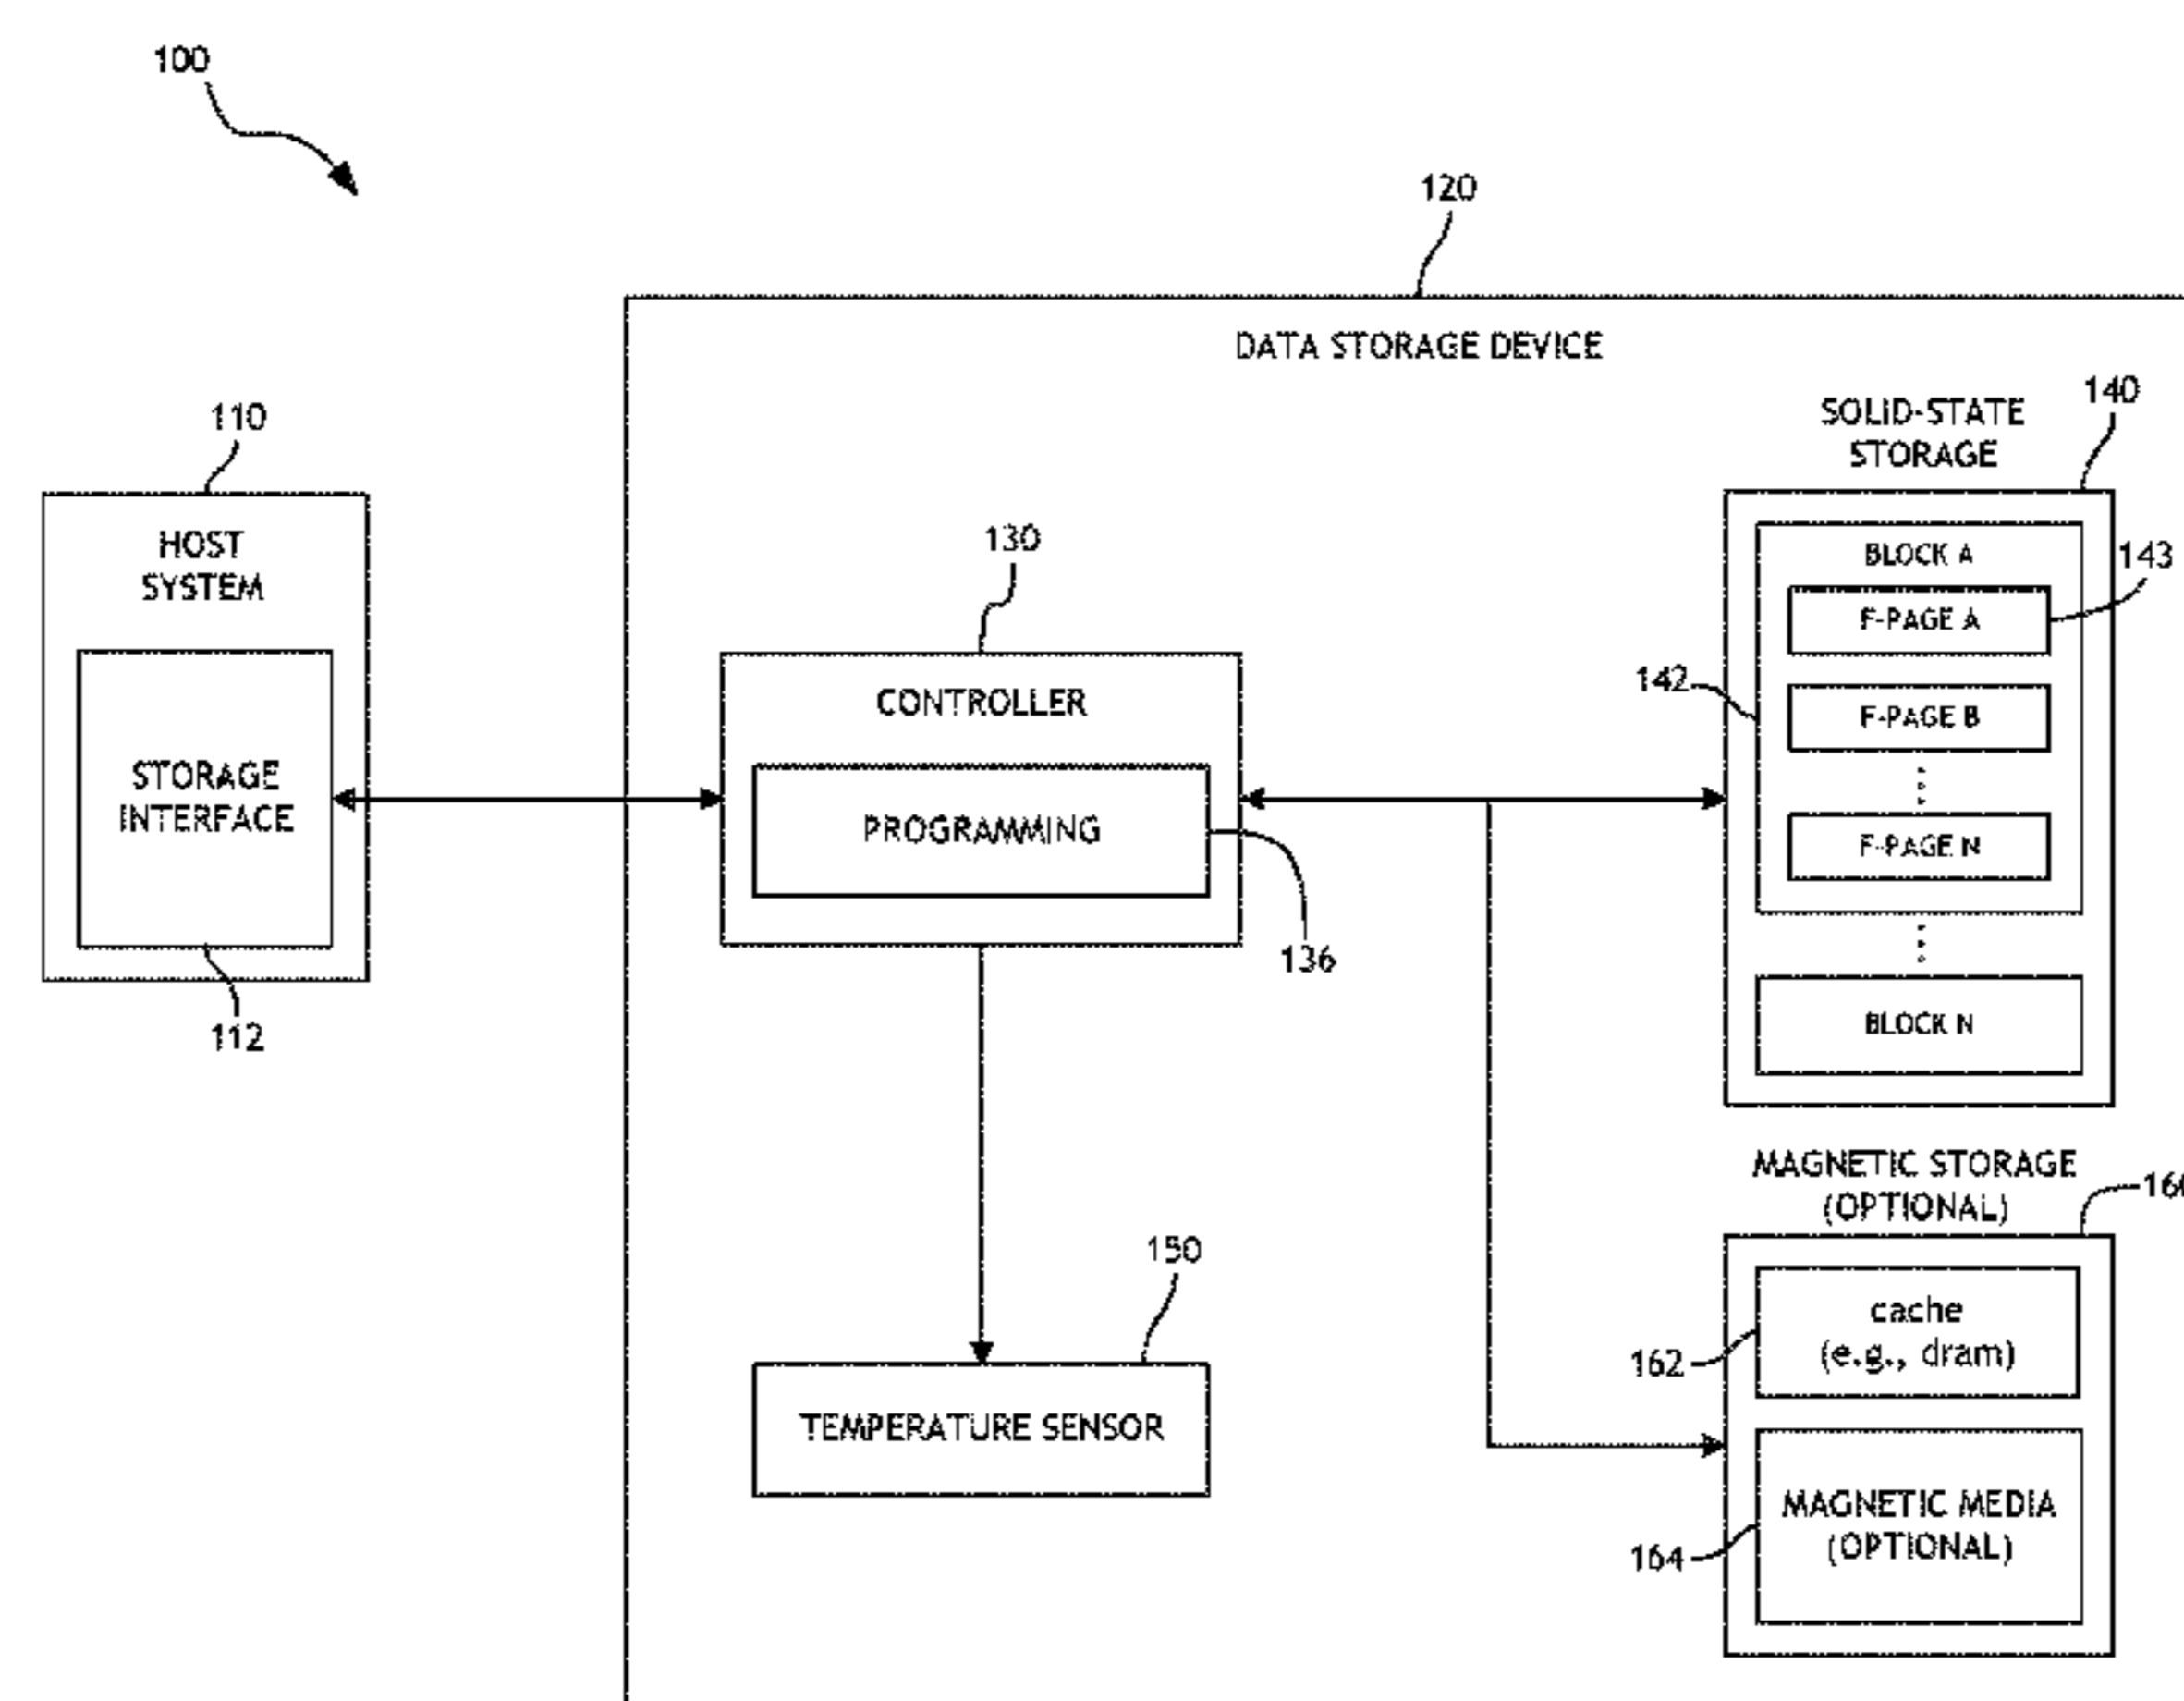 100
120
DATA STORAGE DEVICE
110
HOST
SYSTEM
STORAGE
INTERFACE
112
130
CONTROLLER
PROGRAMMING
136
150
TEMPERATURE SENSOR
SOLID-STATE
STORAGE
140
BLOCK A
143
F-PAGE A
142
F-PAGE B
F-PAGE N
BLOCK N
MAGNETIC STORAGE
(OPTIONAL)
cache
(e.g., dram)
162
MAGNETIC MEDIA
(OPTIONAL)
164